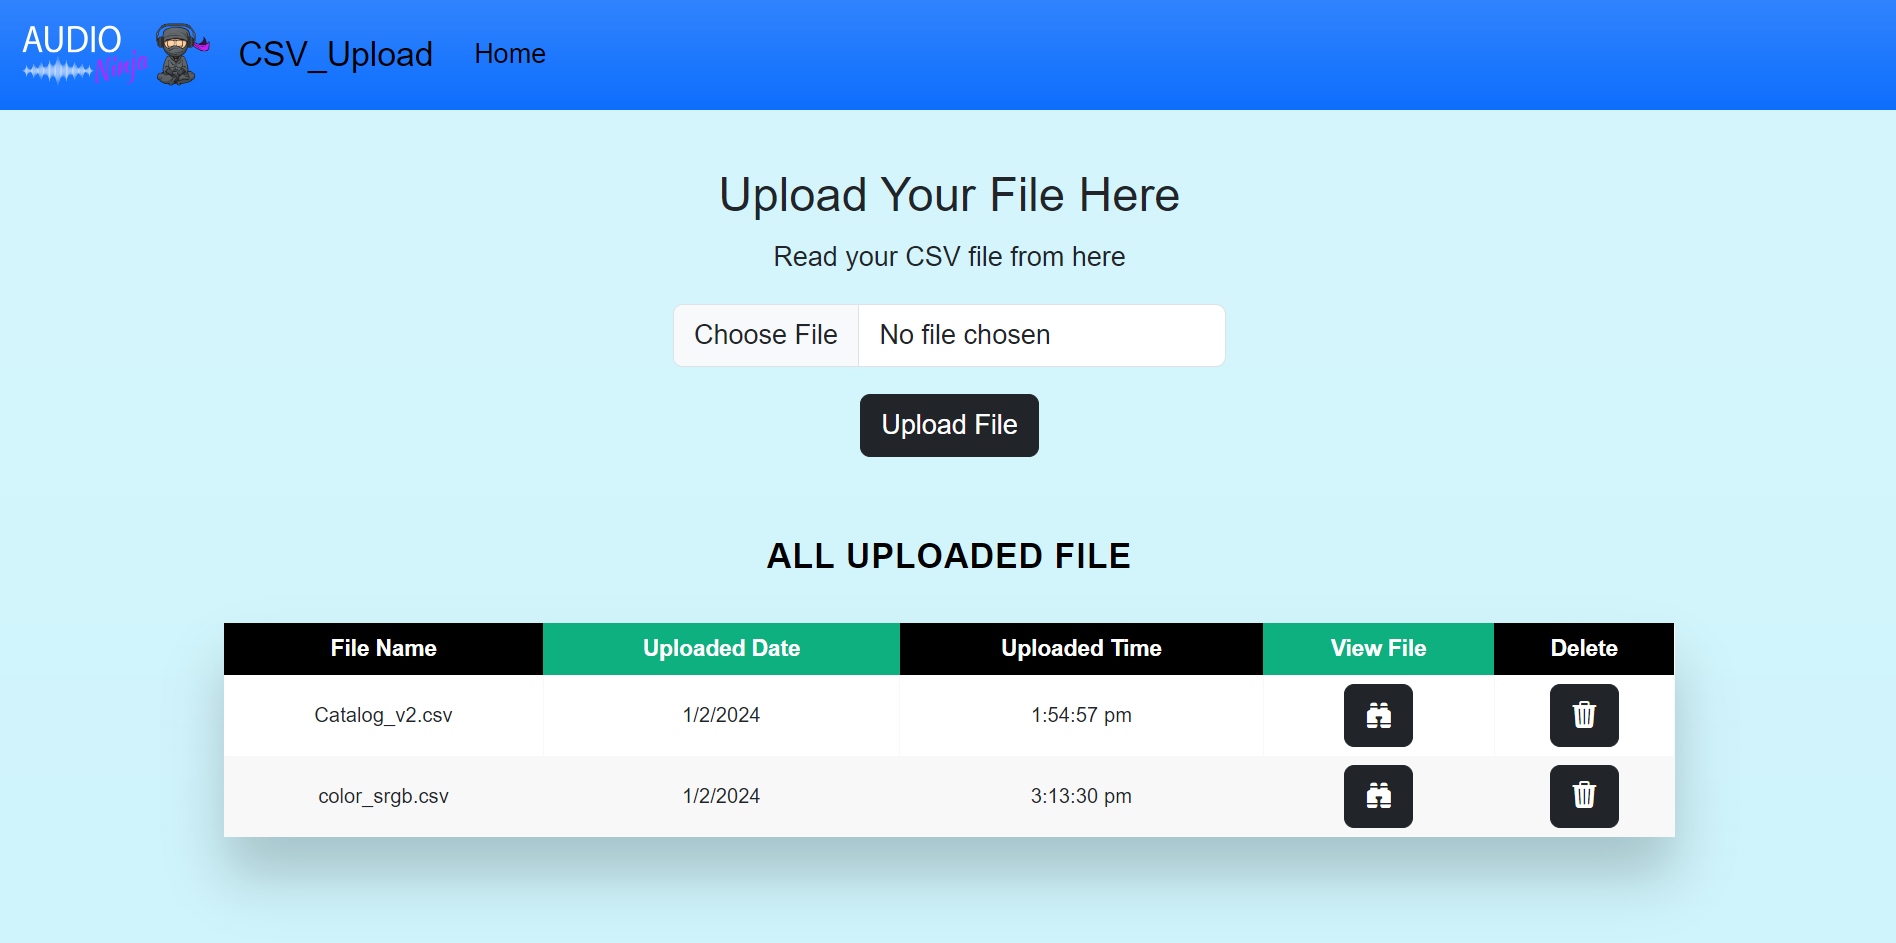 AUDIO
Ninja
CSV_Upload Home
Upload Your File Here
Read your CSV file from here
Choose File No file chosen
Upload File
ALL UPLOADED FILE
File Name Uploaded Date Uploaded Time View File Delete
Catalog_v2.csv 1/2/2024 1:54:57 pm
color_srgb.csv 1/2/2024 3:13:30 pm